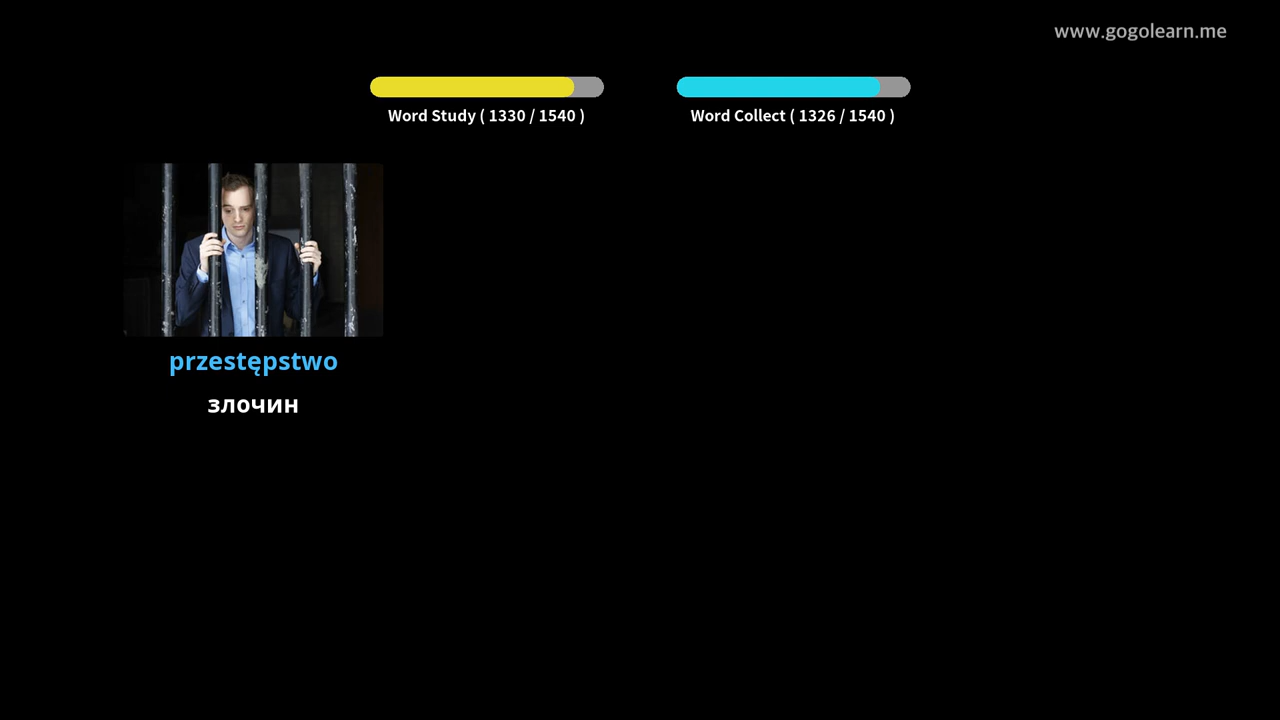 www.gogolearn.me
Word Study ( 1330 / 1540 )
Word Collect ( 1326 / 1540 )
przestępstwo
злочин